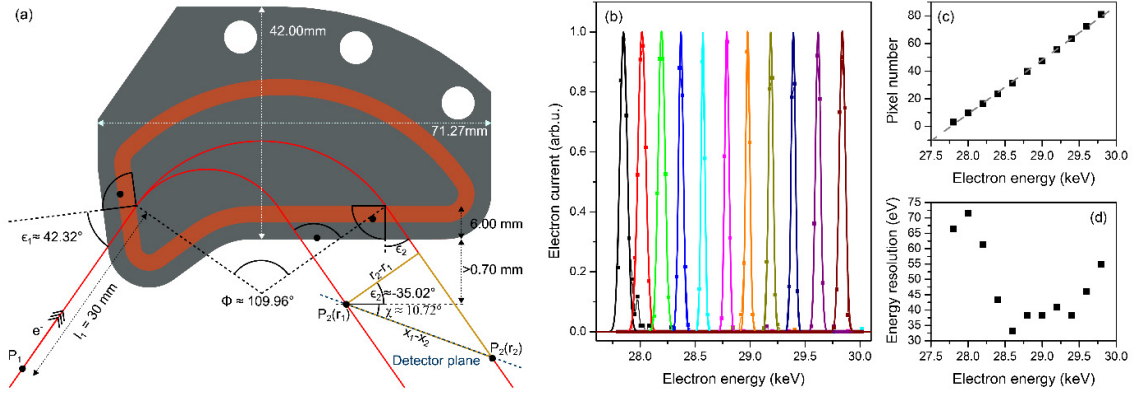 (a)
42.00mm
71.27mm
6.00 mm
>0.70 mm
ϵ₁≈ 42.32°
Φ ≈ 109.96°
ϵ₂
r₂-r₁
ϵ₂≈-35.02°
χ ≈ 10.72°
P₂(r₁)
x₁-x₂
P₂(r₂)
Detector plane
e⁻
l₁ = 30 mm
P₁
(b)
Electron current (arb.u.)
1.0
0.8
0.6
0.4
0.2
0.0
28.0 28.5 29.0 29.5 30.0
Electron energy (keV)
(c)
Pixel number
80
60
40
20
0
27.5 28.0 28.5 29.0 29.5 30.0
Electron energy (keV)
(d)
Energy resolution (eV)
75
70
65
60
55
50
45
40
35
30
27.5 28.0 28.5 29.0 29.5 30.0
Electron energy (keV)